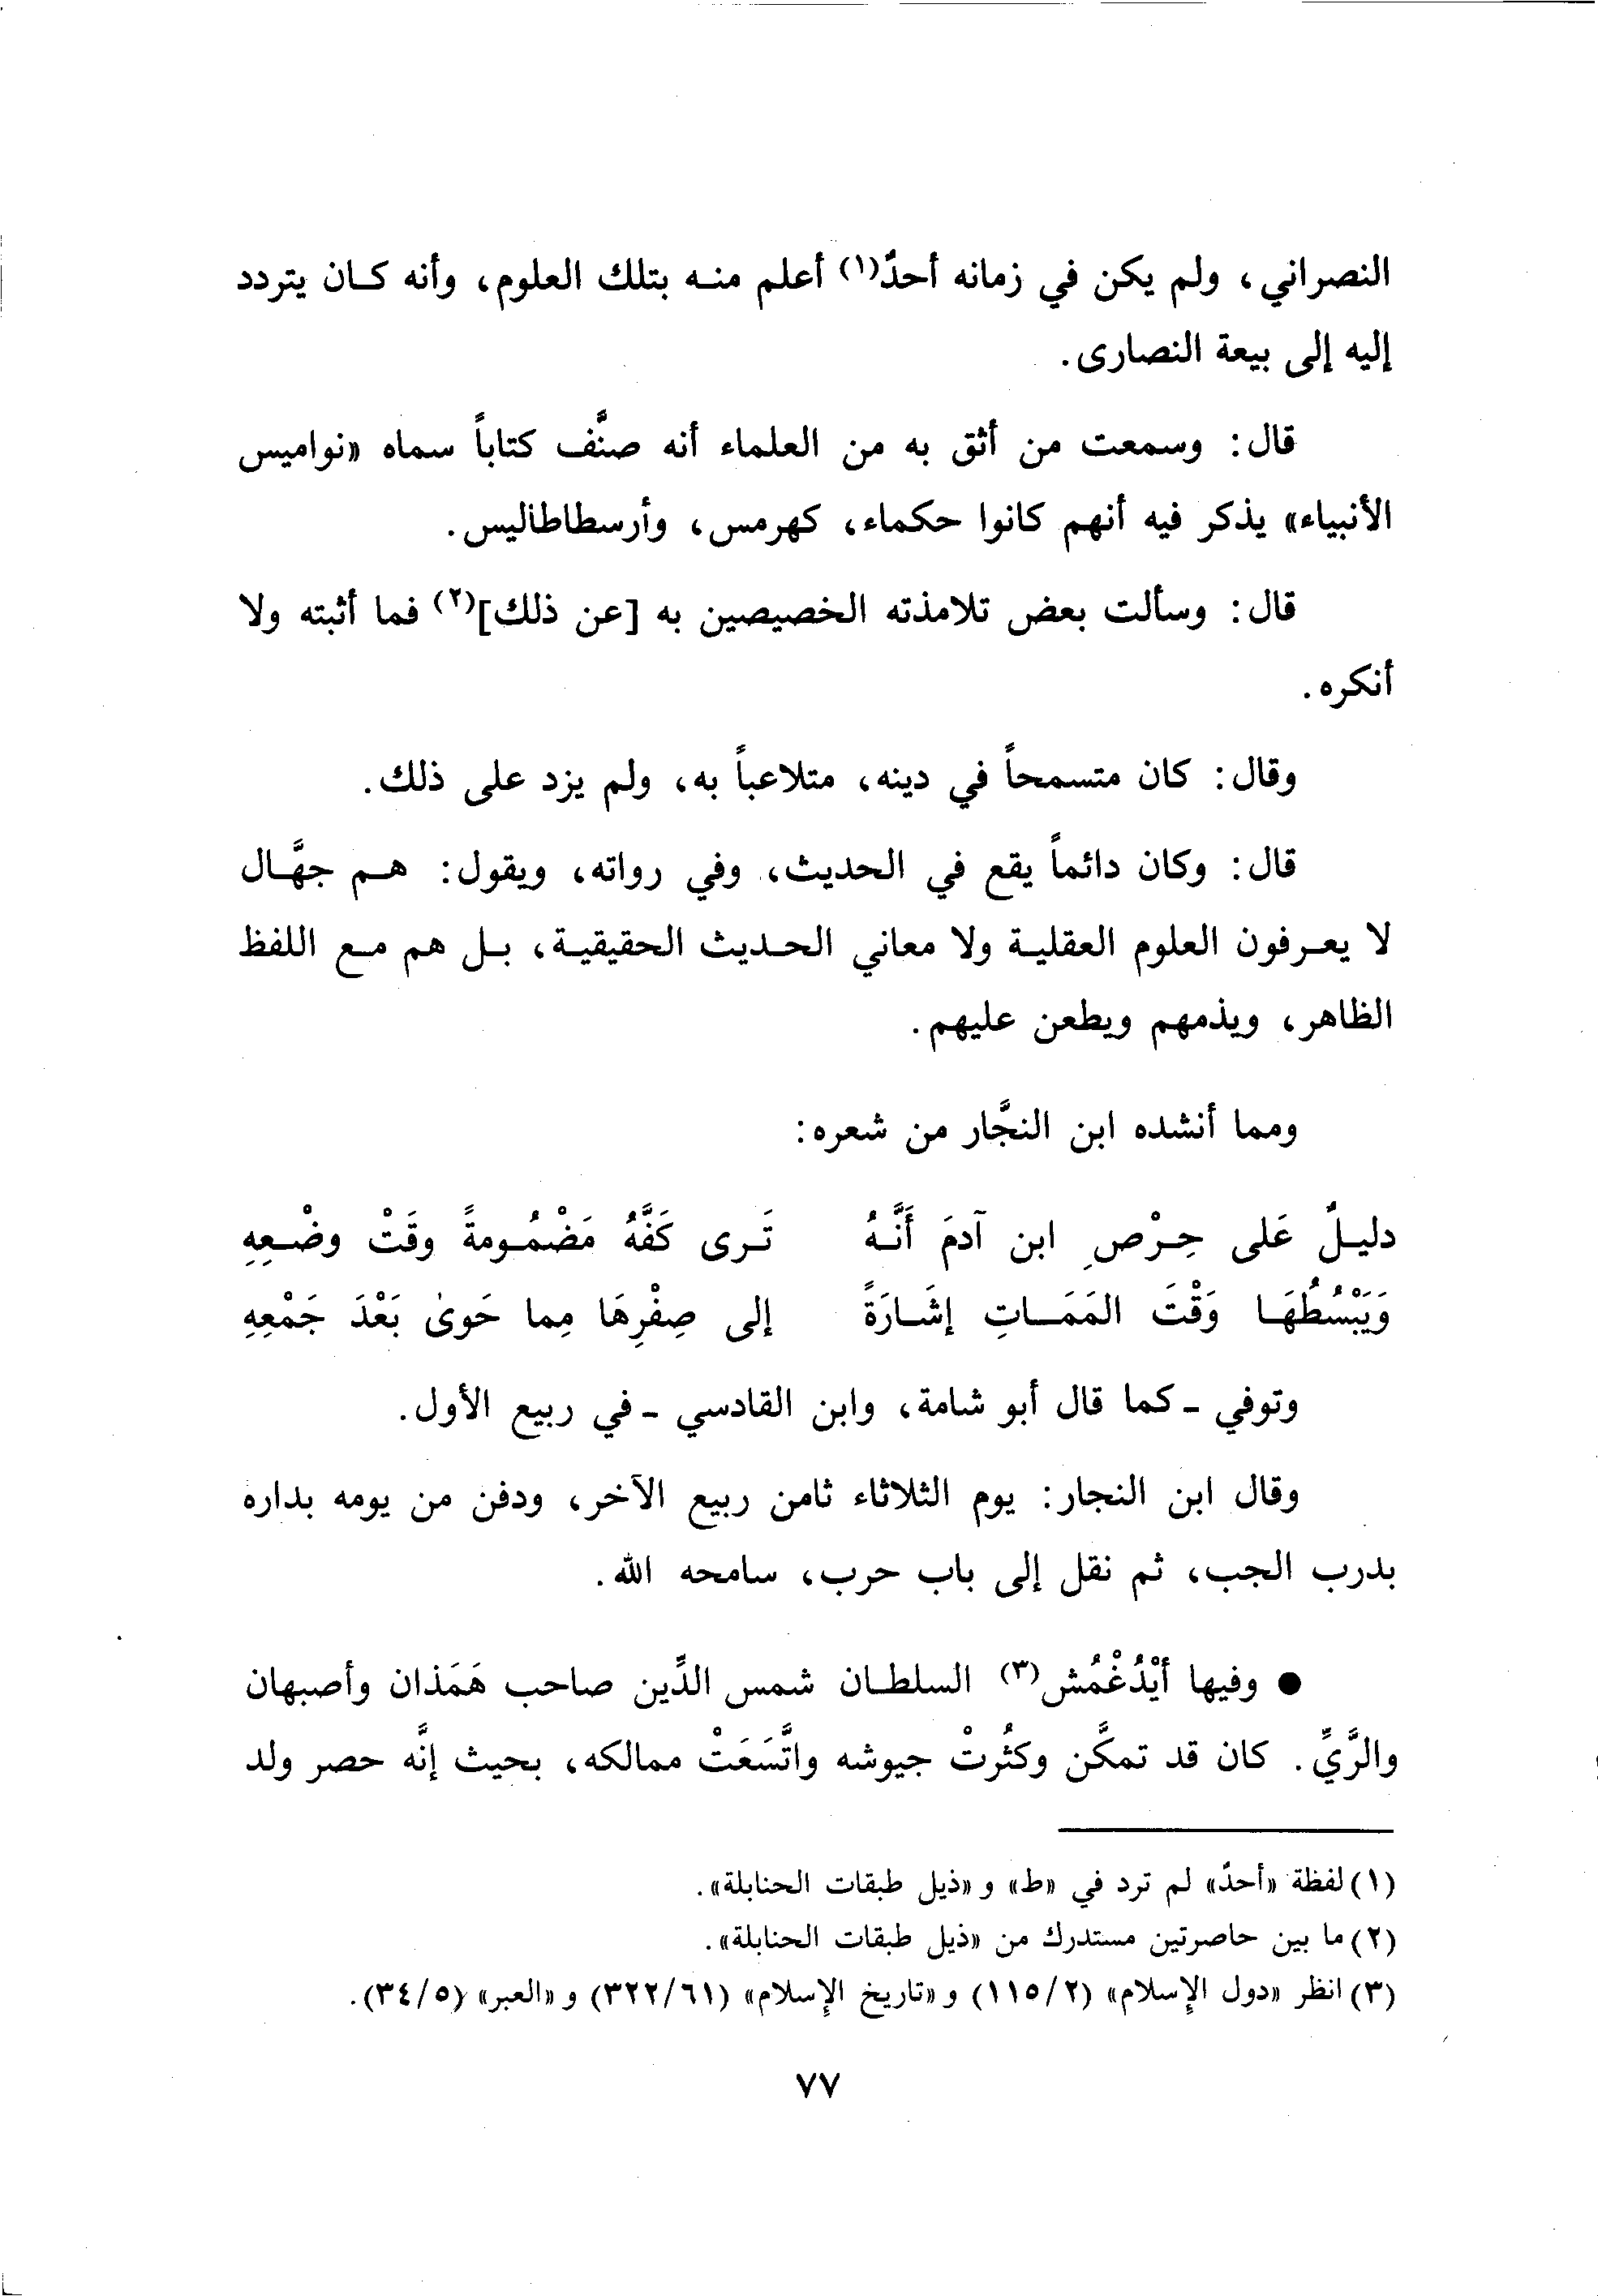 النصراني، ولم يكن في زمانه أحدٌ(١) أعلم منه بتلك العلوم، وأنه كان يتردد
إليه إلى بيعة النصارى.
قال: وسمعت من أثق به من العلماء أنه صنَّف كتاباً سماه «نواميس
الأنبياء» يذكر فيه أنهم كانوا حكماء، كهرمس، وأرسطاطاليس.
قال: وسألت بعض تلامذته الخصيصين به [عن ذلك](٢) فما أثبته ولا
أنكره.
وقال: كان متسمحاً في دينه، متلاعباً به، ولم يزد على ذلك.
قال: وكان دائماً يقع في الحديث، وفي رواته، ويقول: هم جهَّال
لا يعرفون العلوم العقلية ولا معاني الحديث الحقيقية، بل هم مع اللفظ
الظاهر، ويذمهم ويطعن عليهم.
ومما أنشده ابن النجَّار من شعره:
دليلٌ عَلى حِرْصِ ابن آدمَ أَنَّهُ تَرى كَفَّهُ مَضْمُومةً وقَتْ وضْعِهِ
وَيَبْسُطُهَا وَقْتَ المَمَاتِ إشَارَةً إلى صِفْرِهَا مِما حَوىٰ بَعْدَ جَمْعِهِ
وتوفي - كما قال أبو شامة، وابن القادسي - في ربيع الأول.
وقال ابن النجار: يوم الثلاثاء ثامن ربيع الآخر، ودفن من يومه بداره
بدرب الجب، ثم نقل إلى باب حرب، سامحه الله.
● وفيها أيْدُغْمُش(٣) السلطان شمس الدِّين صاحب هَمَذان وأصبهان
والرَّيِّ. كان قد تمكَّن وكثُرتْ جيوشه واتَّسَعَتْ ممالكه، بحيث إنَّه حصر ولد
(١) لفظة «أحدٌ» لم ترد في «ط» و «ذيل طبقات الحنابلة».
(٢) ما بين حاصرتين مستدرك من «ذيل طبقات الحنابلة».
(٣) انظر «دول الإسلام» (٢/١١٥) و «تاريخ الإسلام» (٦١/٣٢٢) و «العبر» (٥/٣٤).
٧٧